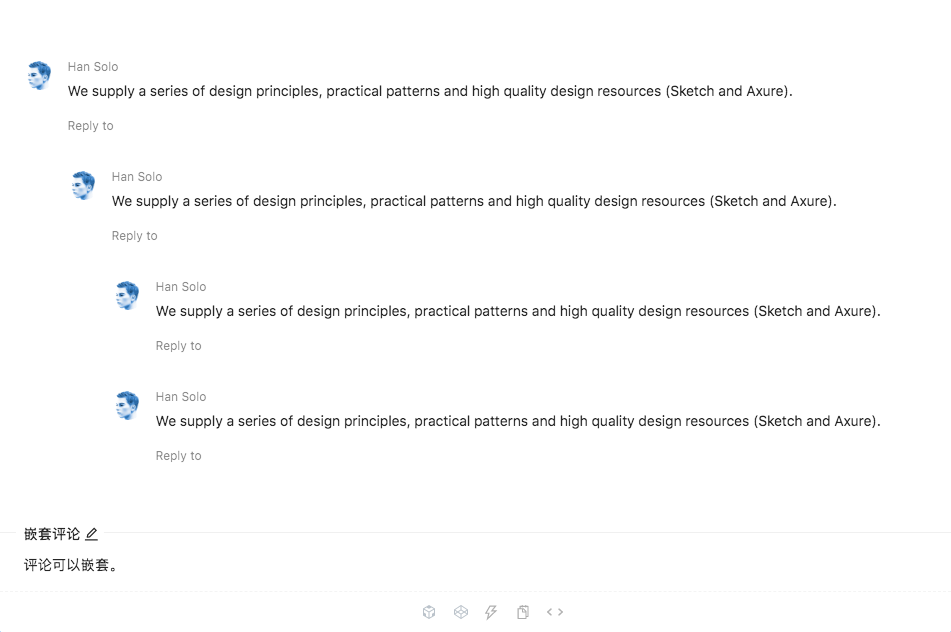 Han Solo
We supply a series of design principles, practical patterns and high quality design resources (Sketch and Axure).
Reply to
Han Solo
We supply a series of design principles, practical patterns and high quality design resources (Sketch and Axure).
Reply to
Han Solo
We supply a series of design principles, practical patterns and high quality design resources (Sketch and Axure).
Reply to
Han Solo
We supply a series of design principles, practical patterns and high quality design resources (Sketch and Axure).
Reply to
嵌套评论
评论可以嵌套。